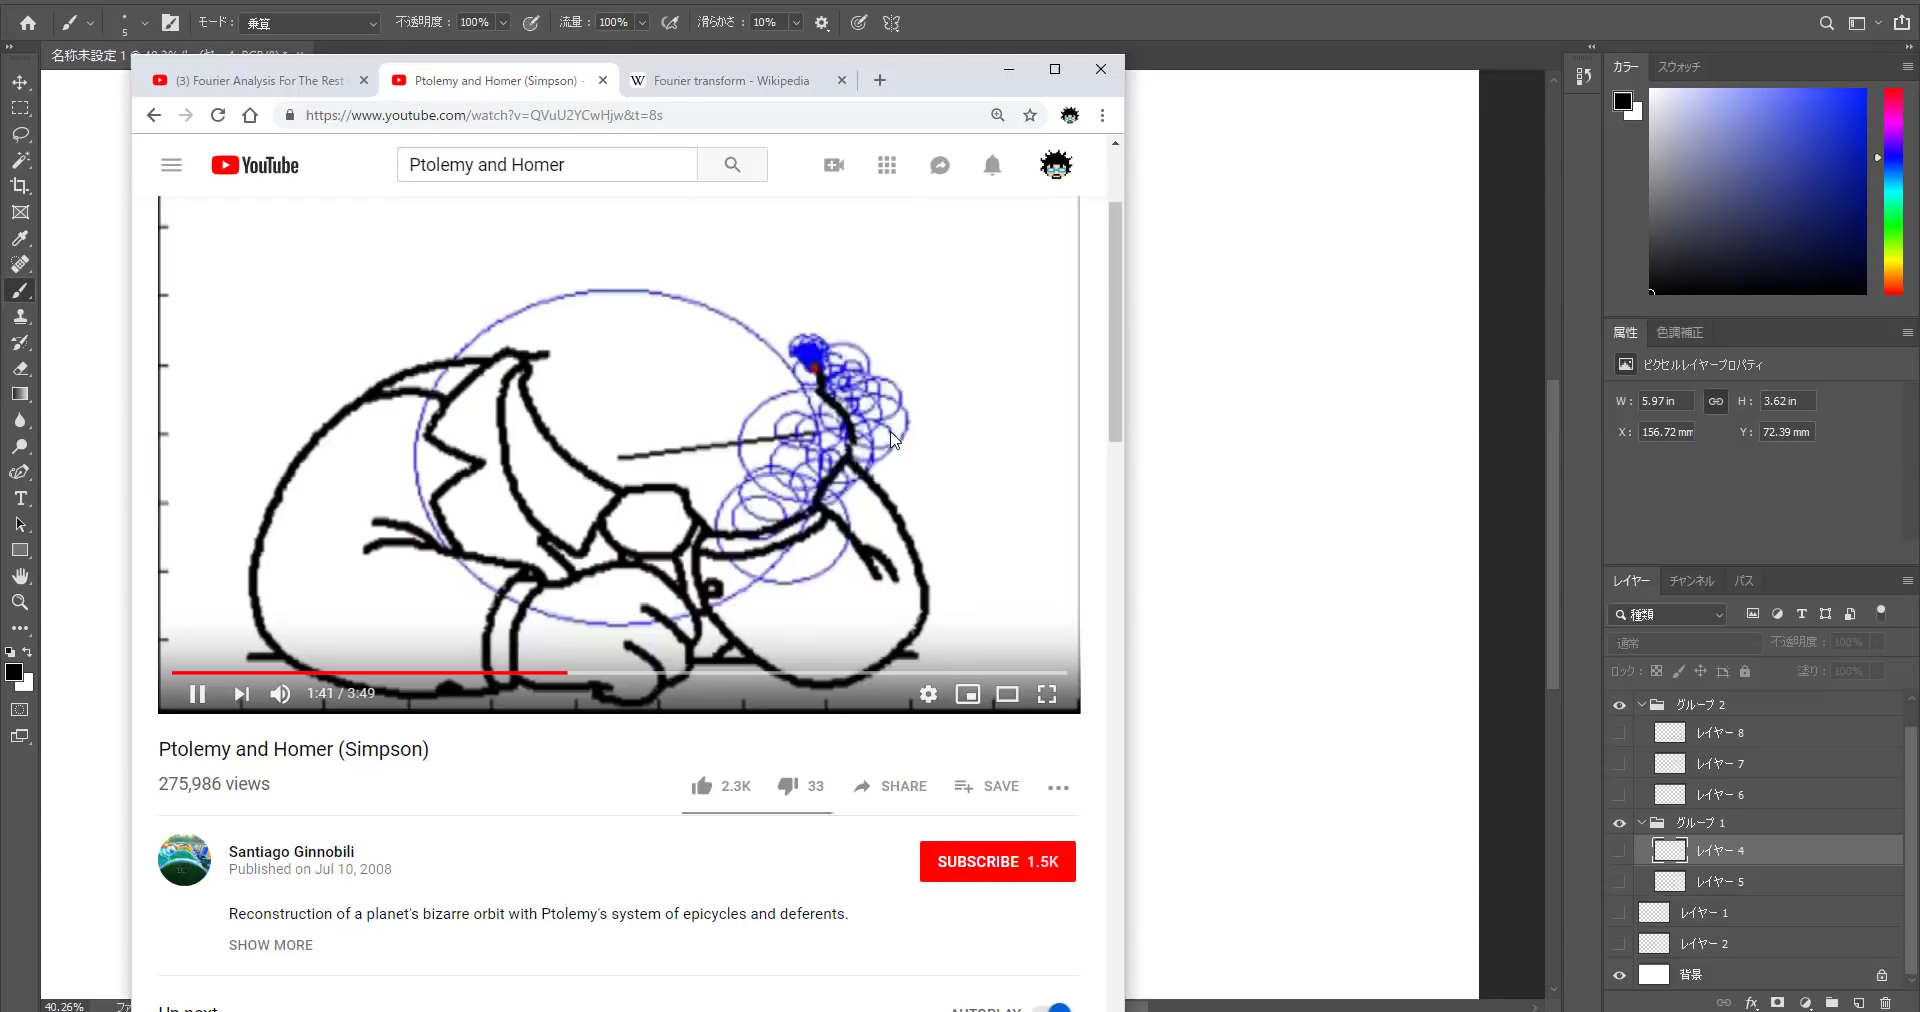 5
モード： 乗算
不透明度： 100%
流量： 100%
滑らかさ： 10%
名称未設定 1 @
(3) Fourier Analysis For The Rest
Ptolemy and Homer (Simpson) -
Fourier transform - Wikipedia
https://www.youtube.com/watch?v=QVuU2YCwHjw&t=8s
YouTube
Ptolemy and Homer
1:41 / 3:49
Ptolemy and Homer (Simpson)
275,986 views
2.3K
33
SHARE
SAVE
Santiago Ginnobili
Published on Jul 10, 2008
SUBSCRIBE 1.5K
Reconstruction of a planet's bizarre orbit with Ptolemy's system of epicycles and deferents.
SHOW MORE
Up next
AUTOPLAY
40.26%
カラー
スウォッチ
属性
色調補正
ピクセルレイヤープロパティ
W： 5.97 in
H： 3.62 in
X： 156.72 mm
Y： 72.39 mm
レイヤー
チャンネル
パス
種類
通常
不透明度： 100%
ロック：
塗り： 100%
グループ 2
レイヤー 8
レイヤー 7
レイヤー 6
グループ 1
レイヤー 4
レイヤー 5
レイヤー 1
レイヤー 2
背景